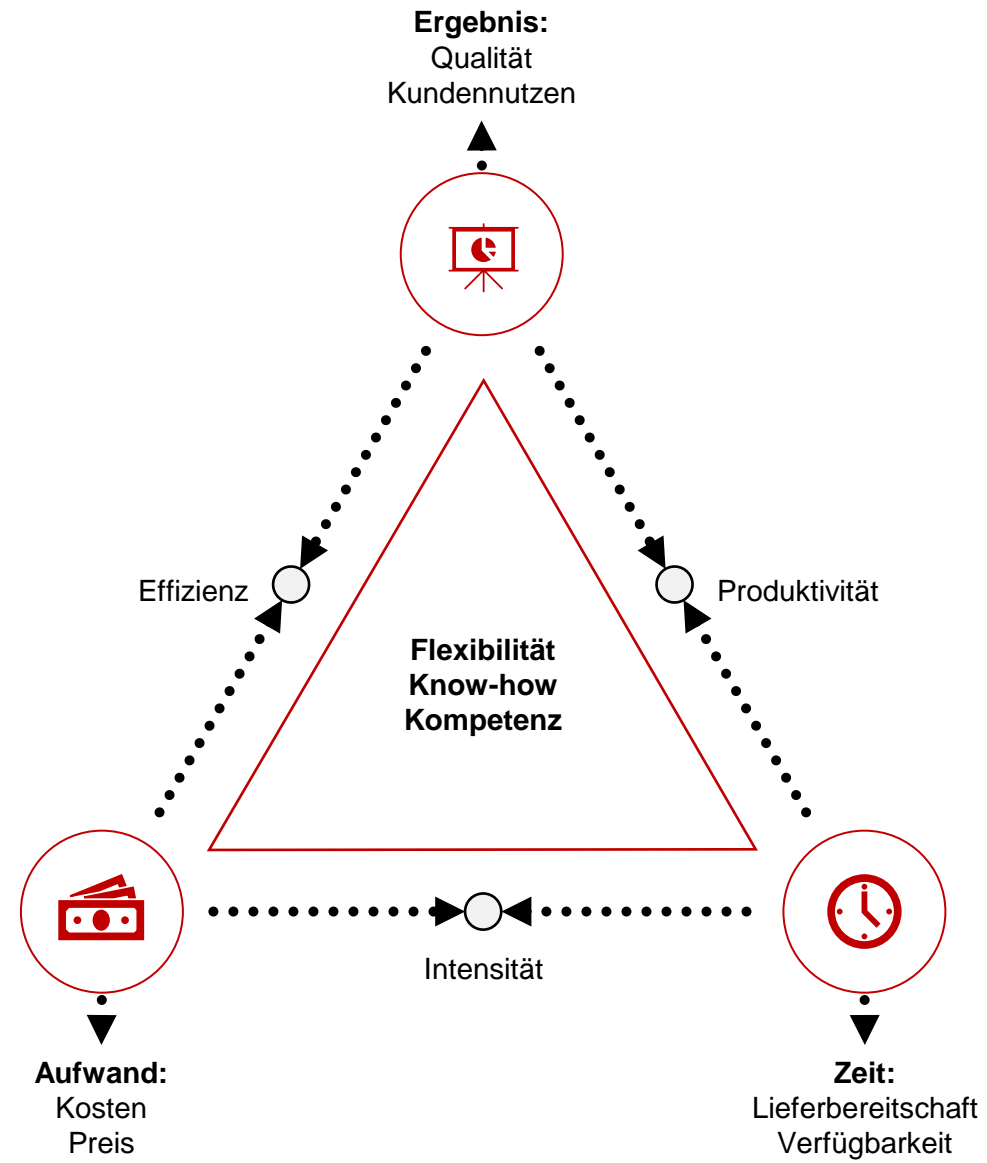 Ergebnis:
Qualität
Kundennutzen
Effizienz
Produktivität
Flexibilität
Know-how
Kompetenz
Intensität
Aufwand:
Kosten
Preis
Zeit:
Lieferbereitschaft
Verfügbarkeit